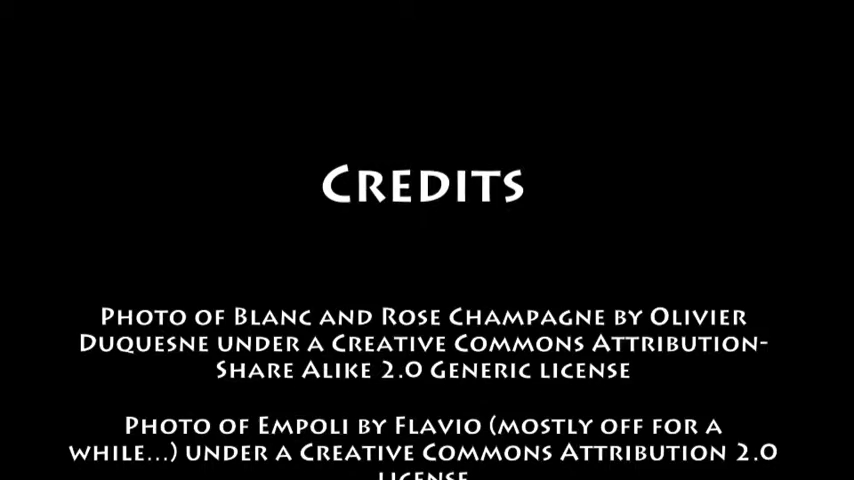 Credits
Photo of Blanc and Rose Champagne by Olivier
Duquesne under a Creative Commons Attribution-
Share Alike 2.0 Generic license
Photo of Empoli by Flavio (mostly off for a
while...) under a Creative Commons Attribution 2.0
license